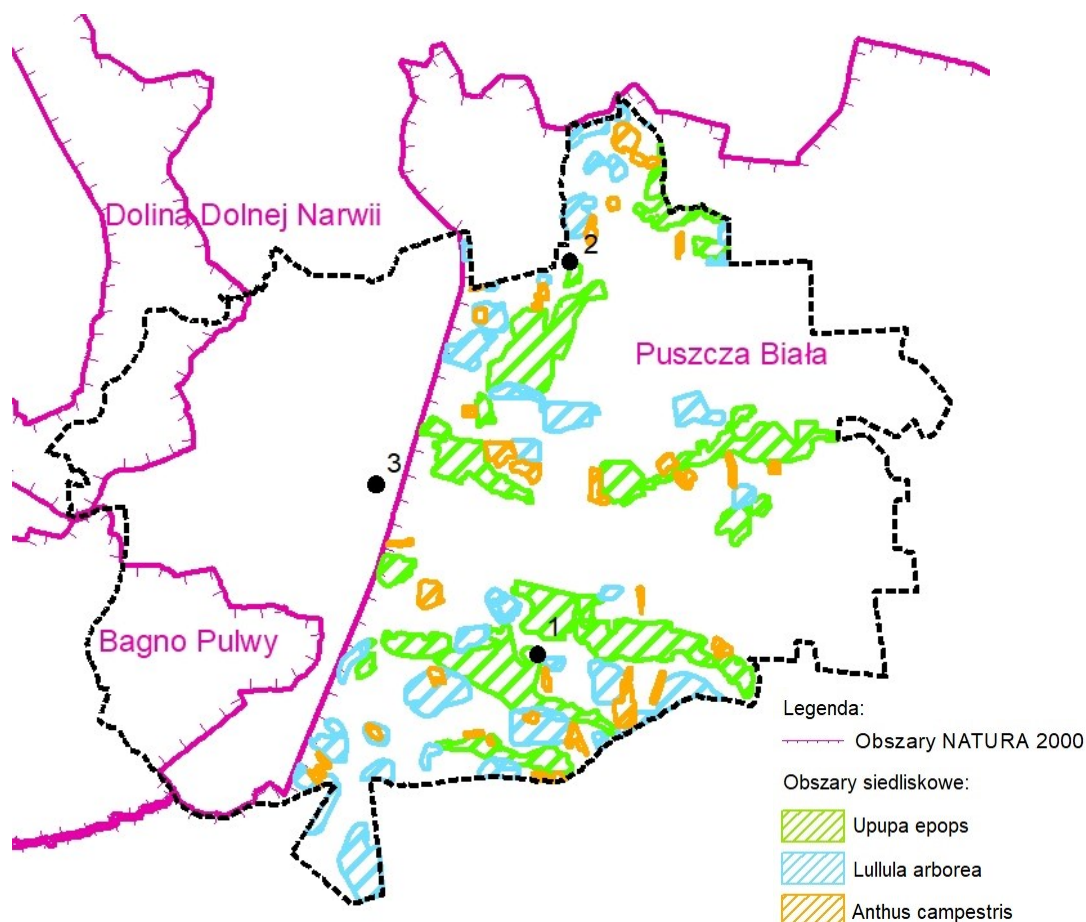 Dolina Dolnej Narwii
2
Puszcza Biała
3
1
Bagno Pulwy
Legenda:
Obszary NATURA 2000
Obszary siedliskowe:
Upupa epops
Lullula arborea
Anthus campestris